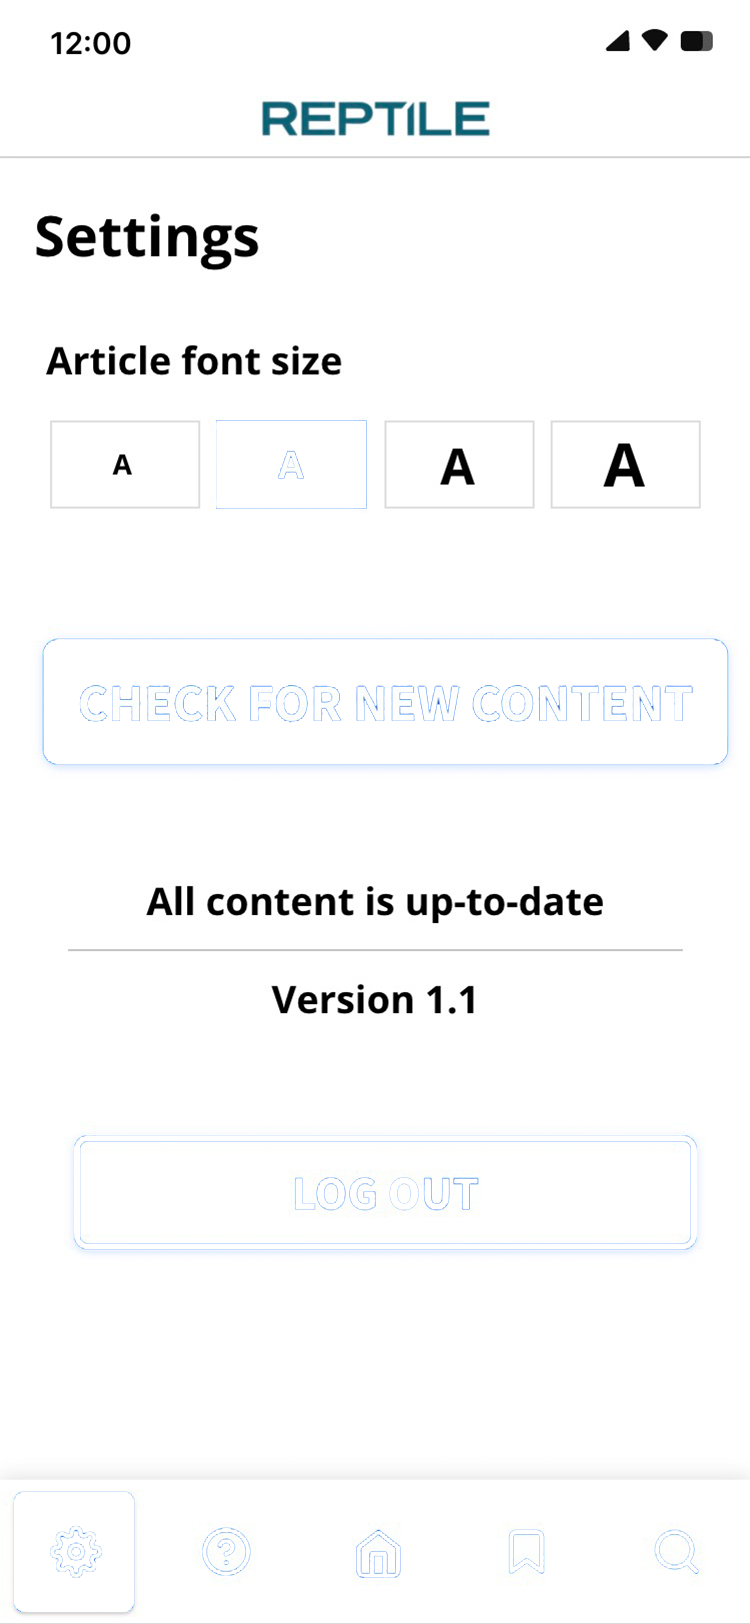 12:00
REPTILE
Settings
Article font size
A A A A
CHECK FOR NEW CONTENT
All content is up-to-date
Version 1.1
LOG OUT
?